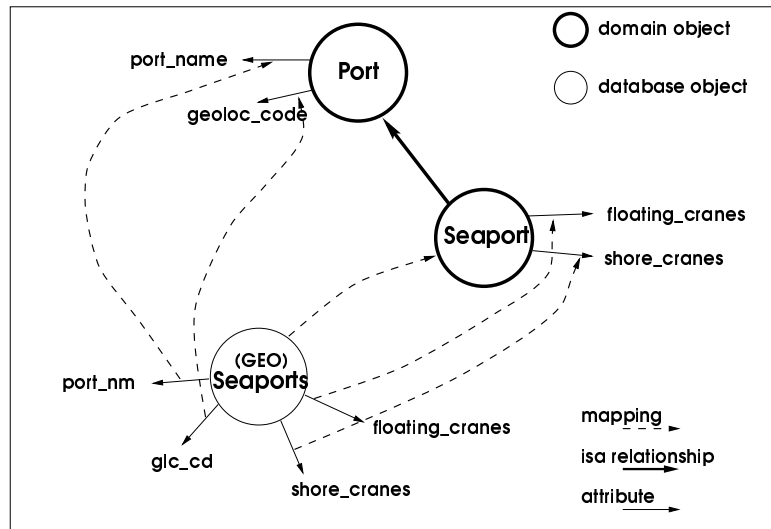 port_name
Port
geoloc_code
domain object
database object
floating_cranes
Seaport
shore_cranes
(GEO)
Seaports
port_nm
floating_cranes
glc_cd
shore_cranes
mapping
isa relationship
attribute